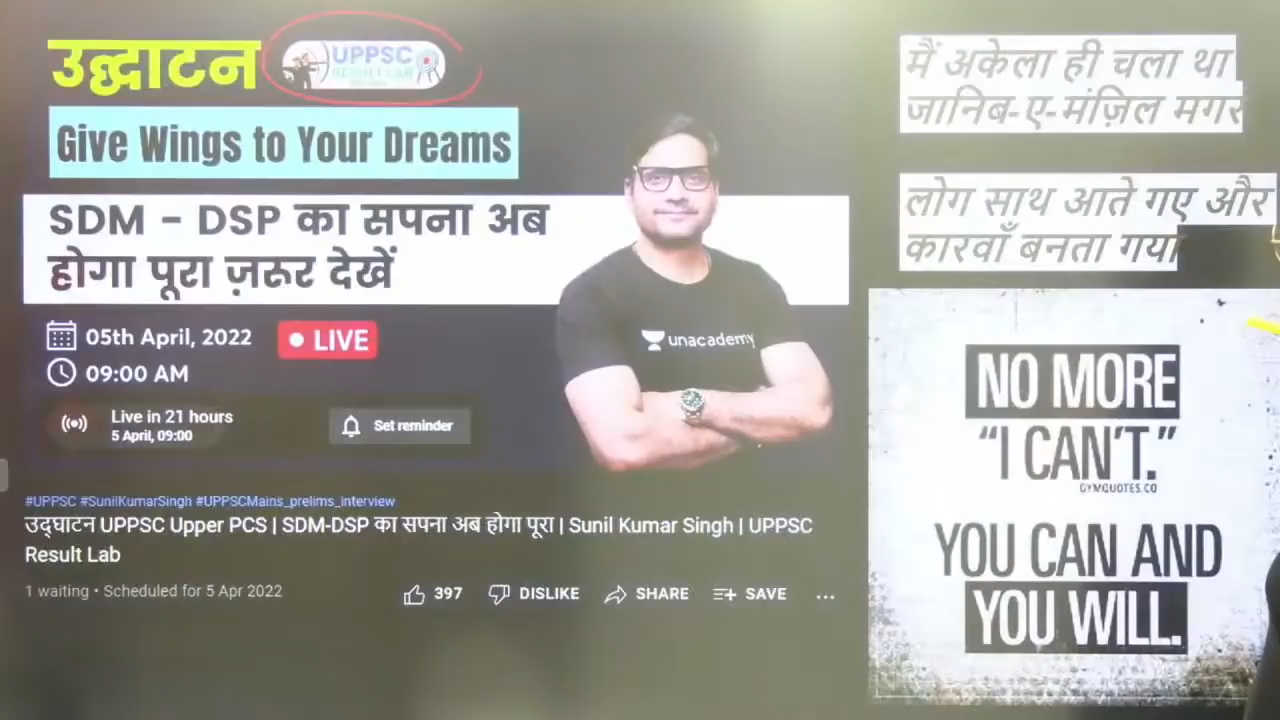 उद्घाटन
UPPSC
RESULT LAB
Give Wings to Your Dreams
SDM - DSP का सपना अब
होगा पूरा ज़रूर देखें
05th April, 2022
LIVE
09:00 AM
Live in 21 hours
5 April, 09:00
Set reminder
unacademy
#UPPSC #SunilKumarSingh #UPPSCMains_prelims_interview
उद्घाटन UPPSC Upper PCS | SDM-DSP का सपना अब होगा पूरा | Sunil Kumar Singh | UPPSC
Result Lab
1 waiting • Scheduled for 5 Apr 2022
397 DISLIKE SHARE SAVE
मैं अकेला ही चला था
जानिब-ए-मंज़िल मगर
लोग साथ आते गए और
कारवाँ बनता गया
NO MORE
“I CAN'T.”
GYMQUOTES.CO
YOU CAN AND
YOU WILL.